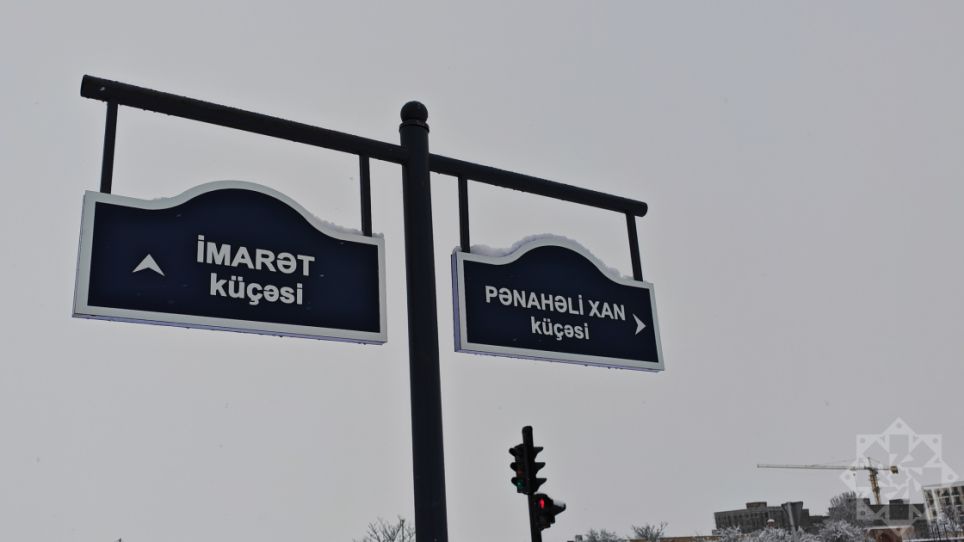 İMARƏT
küçəsi
PƏNAHƏLİ XAN
küçəsi